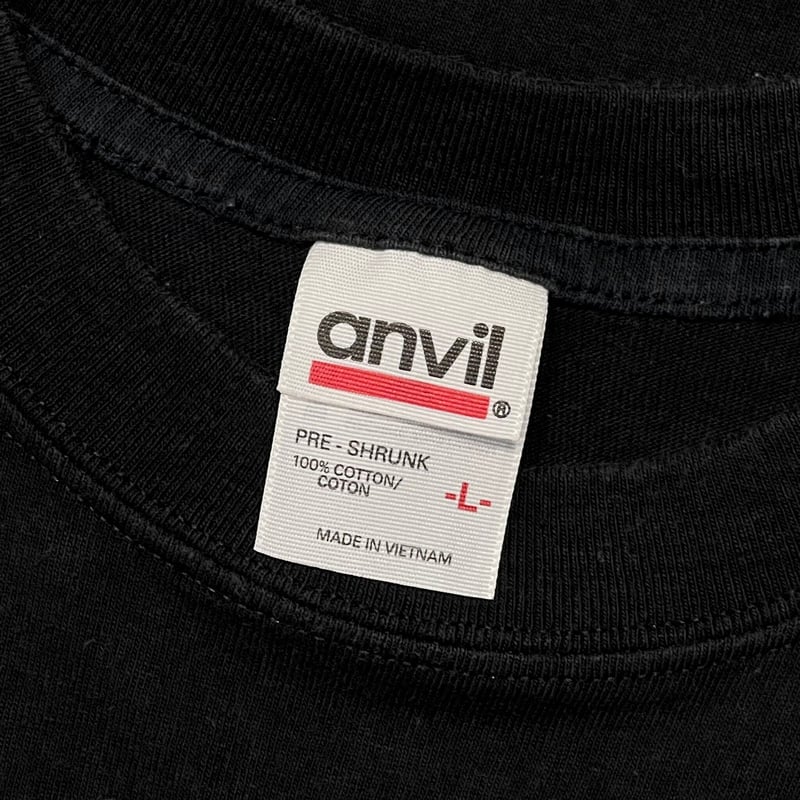 anvil®
PRE - SHRUNK
100% COTTON/
COTON
-L-
MADE IN VIETNAM